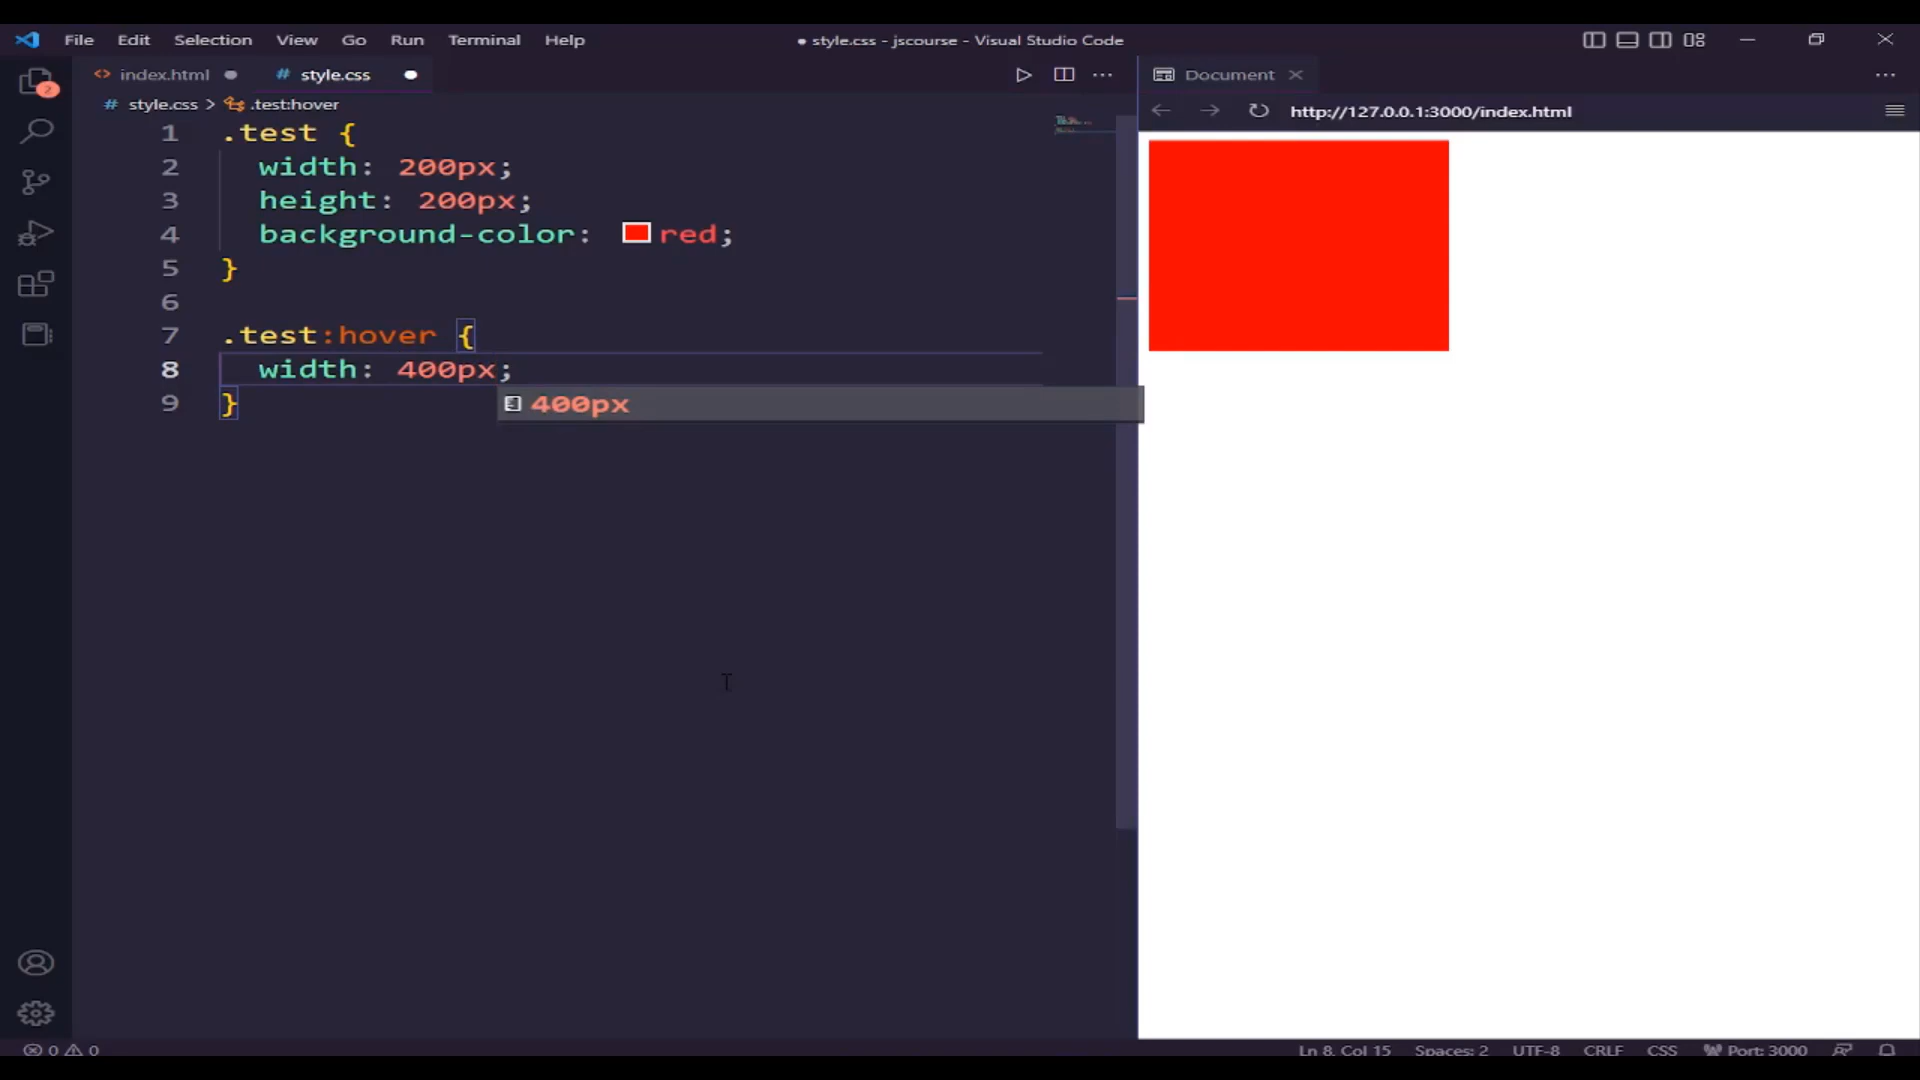 File Edit Selection View Go Run Terminal Help
● style.css - jscourse - Visual Studio Code
<> index.html ●
# style.css ●
Document
2
# style.css > .test:hover
http://127.0.0.1:3000/index.html
1 .test {
2 width: 200px;
3 height: 200px;
4 background-color: red;
5 }
6
7 .test:hover {
8 width: 400px;
9 }
400px
0 0
Ln 8, Col 15 Spaces: 2 UTF-8 CRLF CSS Port: 3000